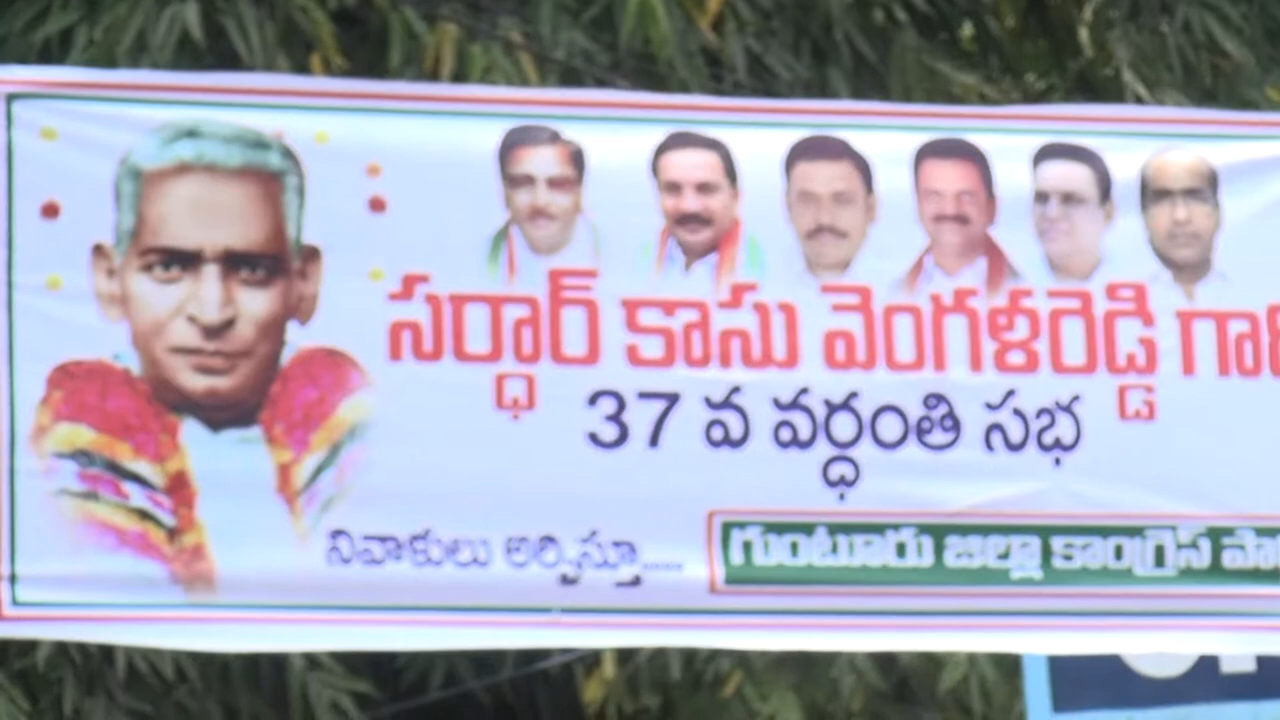 సర్ధార్ కాసు వెంగళరెడ్డి
37 వ వర్ధంతి సభ
నివాళులు అర్పిస్తూ.....
గుంటూరు జిల్లా కాంగ్రెస్